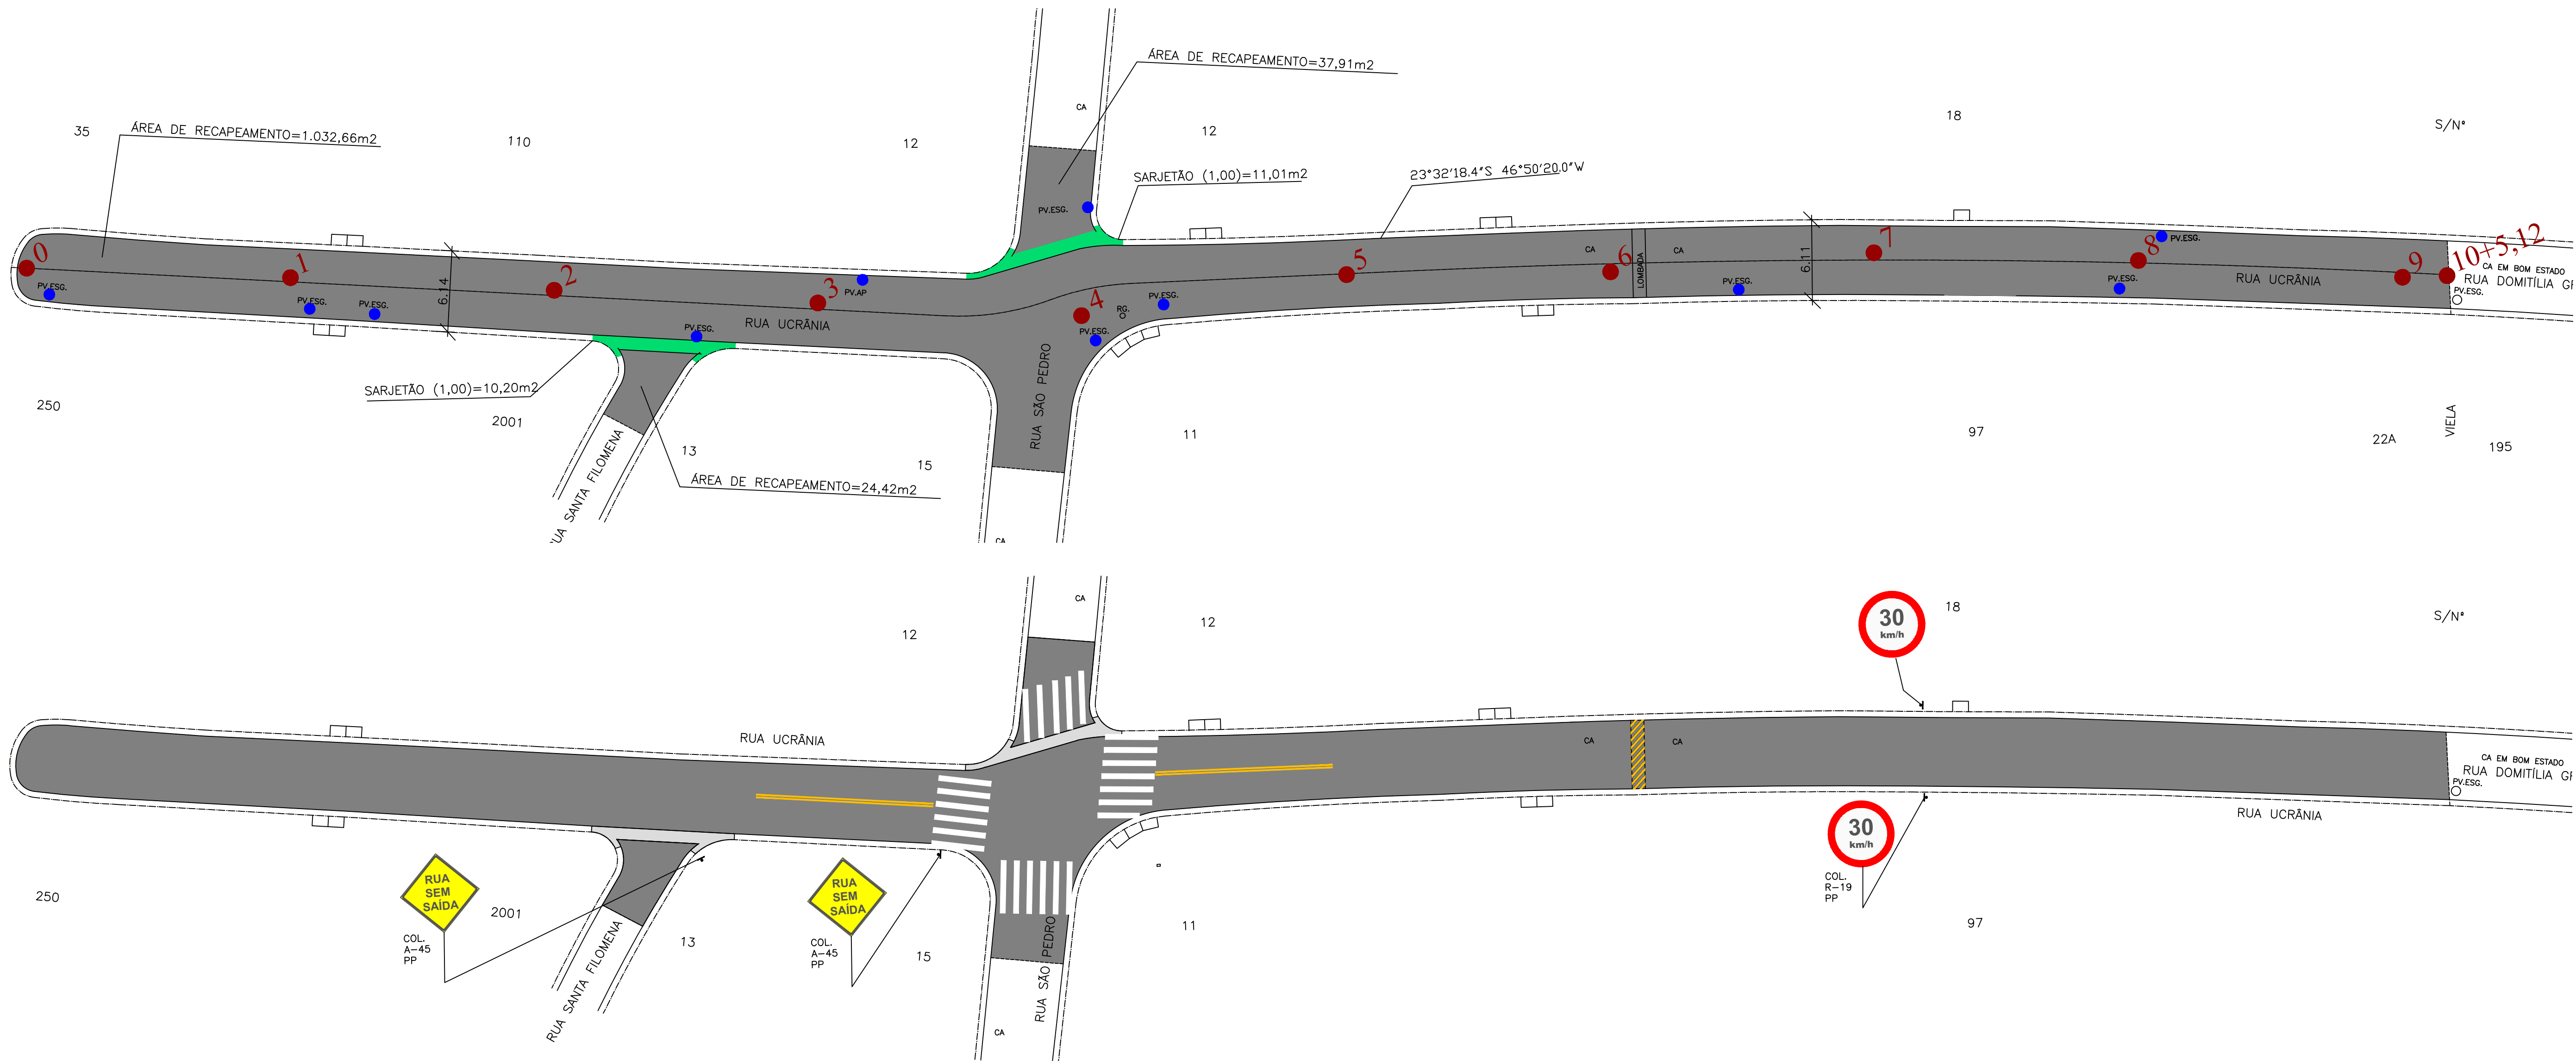 ÁREA DE RECAPEAMENTO=37,91m2
CA
35
ÁREA DE RECAPEAMENTO=1.032,66m2
110
12
12
18
S/N°
SARJETÃO (1,00)=11,01m2
23°32'18.4"S 46°50'20.0"W
PV.ESG.
0
1
2
3
4
5
6
7
8
9
10+5,12
PV.ESG.
PV.ESG.
PV.ESG.
6.14
PV.ESG.
PV.AP
RUA UCRÂNIA
RG.
PV.ESG.
PV.ESG.
CA
LOMBADA
CA
PV.ESG.
6.11
PV.ESG.
PV.ESG.
RUA UCRÂNIA
CA EM BOM ESTADO
RUA DOMITÍLIA
PV.ESG.
SARJETÃO (1,00)=10,20m2
250
2001
RUA SANTA FILOMENA
13
15
ÁREA DE RECAPEAMENTO=24,42m2
RUA SÃO PEDRO
CA
11
97
22A
VIELA
195
CA
12
12
30
km/h
18
S/N°
RUA UCRÂNIA
CA
CA
CA EM BOM ESTADO
RUA DOMITÍLIA
PV.ESG.
RUA UCRÂNIA
30
km/h
COL.
R-19
PP
RUA
SEM
SAÍDA
COL.
A-45
PP
RUA
SEM
SAÍDA
COL.
A-45
PP
250
2001
RUA SANTA FILOMENA
13
15
RUA SÃO PEDRO
CA
11
97